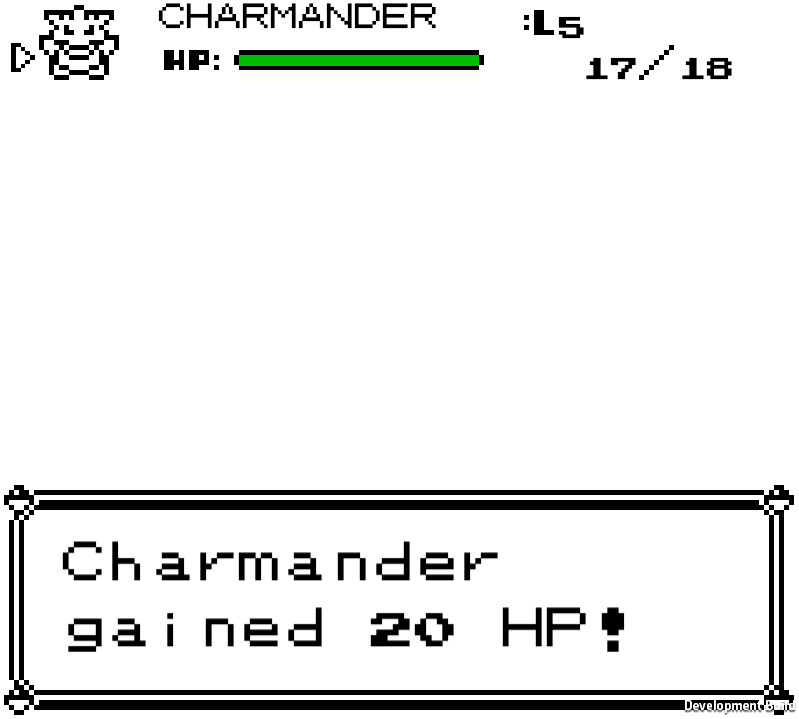 CHARMANDER :L5
HP: 17/18
Charmander
gained 20 HP!
Development Build